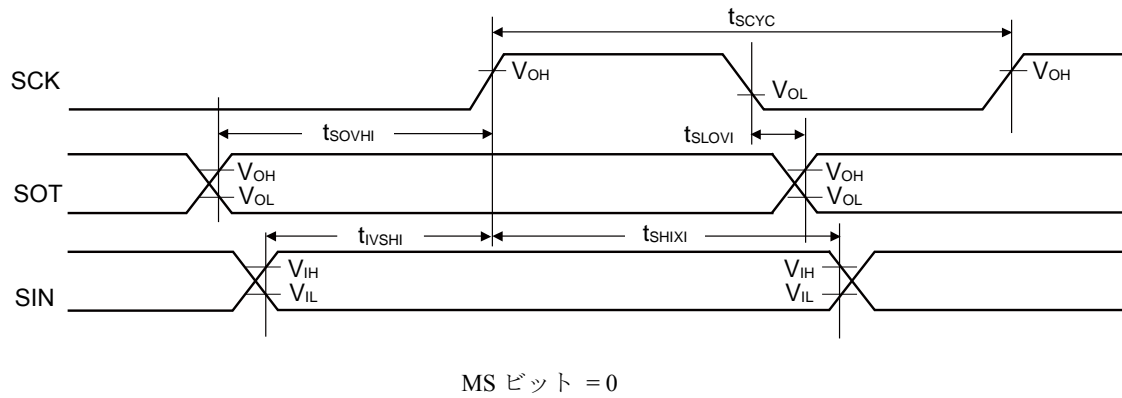 tSCYC
SCK
VOH
VOL
VOH
tSOVHI
tSLOVI
SOT
VOH
VOL
VOH
VOL
tIVSHI
tSHIXI
SIN
VIH
VIL
VIH
VIL
MS ビット = 0